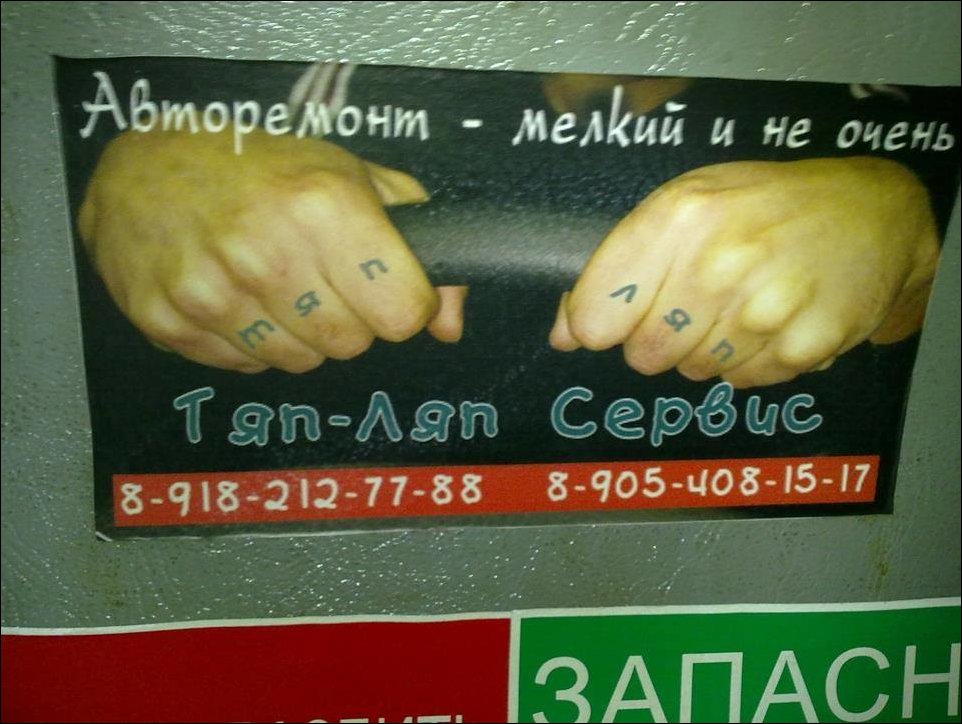 Авторемонт - мелкий и не очень
тяп ляп
Тяп-Ляп Сервис
8-918-212-77-88 8-905-408-15-17
ЗАПАСН